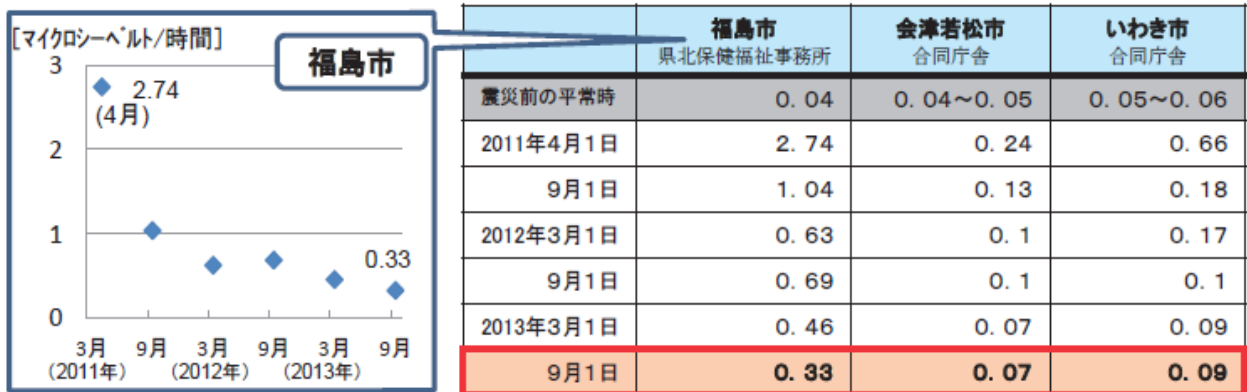 [マイクロシーベルト/時間]
福島市
3
2.74
(4月)
2
1
0.33
0
3月 9月 3月 9月 3月 9月
(2011年) (2012年) (2013年)
福島市 会津若松市 いわき市
県北保健福祉事務所 合同庁舎 合同庁舎
震災前の平常時 0.04 0.04~0.05 0.05~0.06
2011年4月1日 2.74 0.24 0.66
9月1日 1.04 0.13 0.18
2012年3月1日 0.63 0.1 0.17
9月1日 0.69 0.1 0.1
2013年3月1日 0.46 0.07 0.09
9月1日 0.33 0.07 0.09